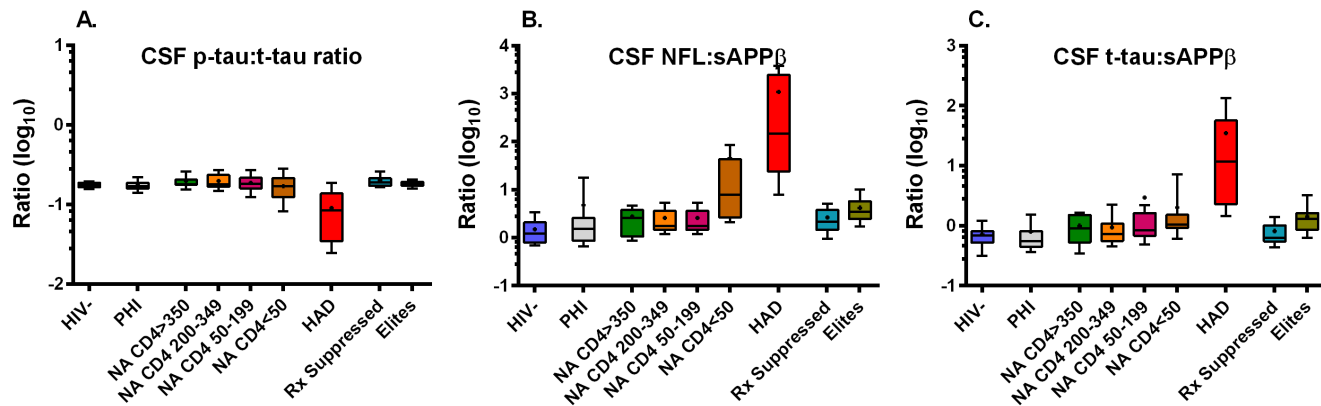 A.
CSF p-tau:t-tau ratio
Ratio (log10)
1
0
-1
-2
HIV-
PHI
NA CD4>350
NA CD4 200-349
NA CD4 50-199
NA CD4<50
HAD
Rx Suppressed
Elites
B.
CSF NFL:sAPPβ
Ratio (log10)
4
3
2
1
0
-1
HIV-
PHI
NA CD4>350
NA CD4 200-349
NA CD4 50-199
NA CD4<50
HAD
Rx Suppressed
Elites
C.
CSF t-tau:sAPPβ
Ratio (log10)
3
2
1
0
-1
HIV-
PHI
NA CD4>350
NA CD4 200-349
NA CD4 50-199
NA CD4<50
HAD
Rx Suppressed
Elites